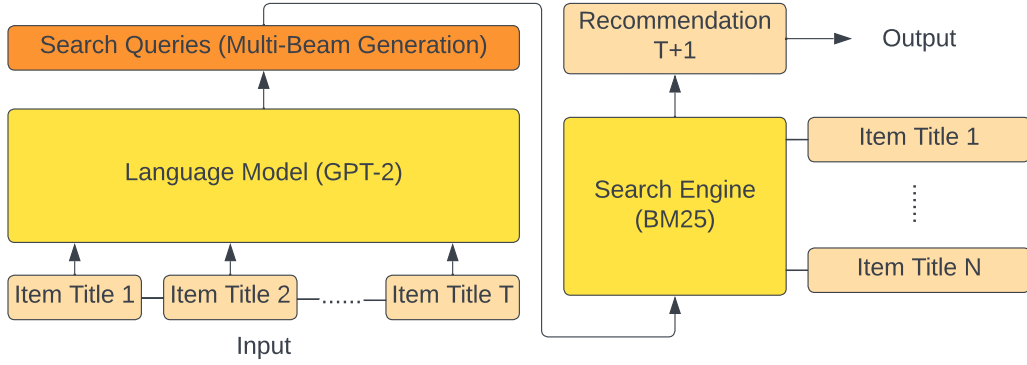 Search Queries (Multi-Beam Generation)
Language Model (GPT-2)
Item Title 1
Item Title 2
......
Item Title T
Input
Recommendation
T+1
Output
Search Engine
(BM25)
Item Title 1
......
Item Title N